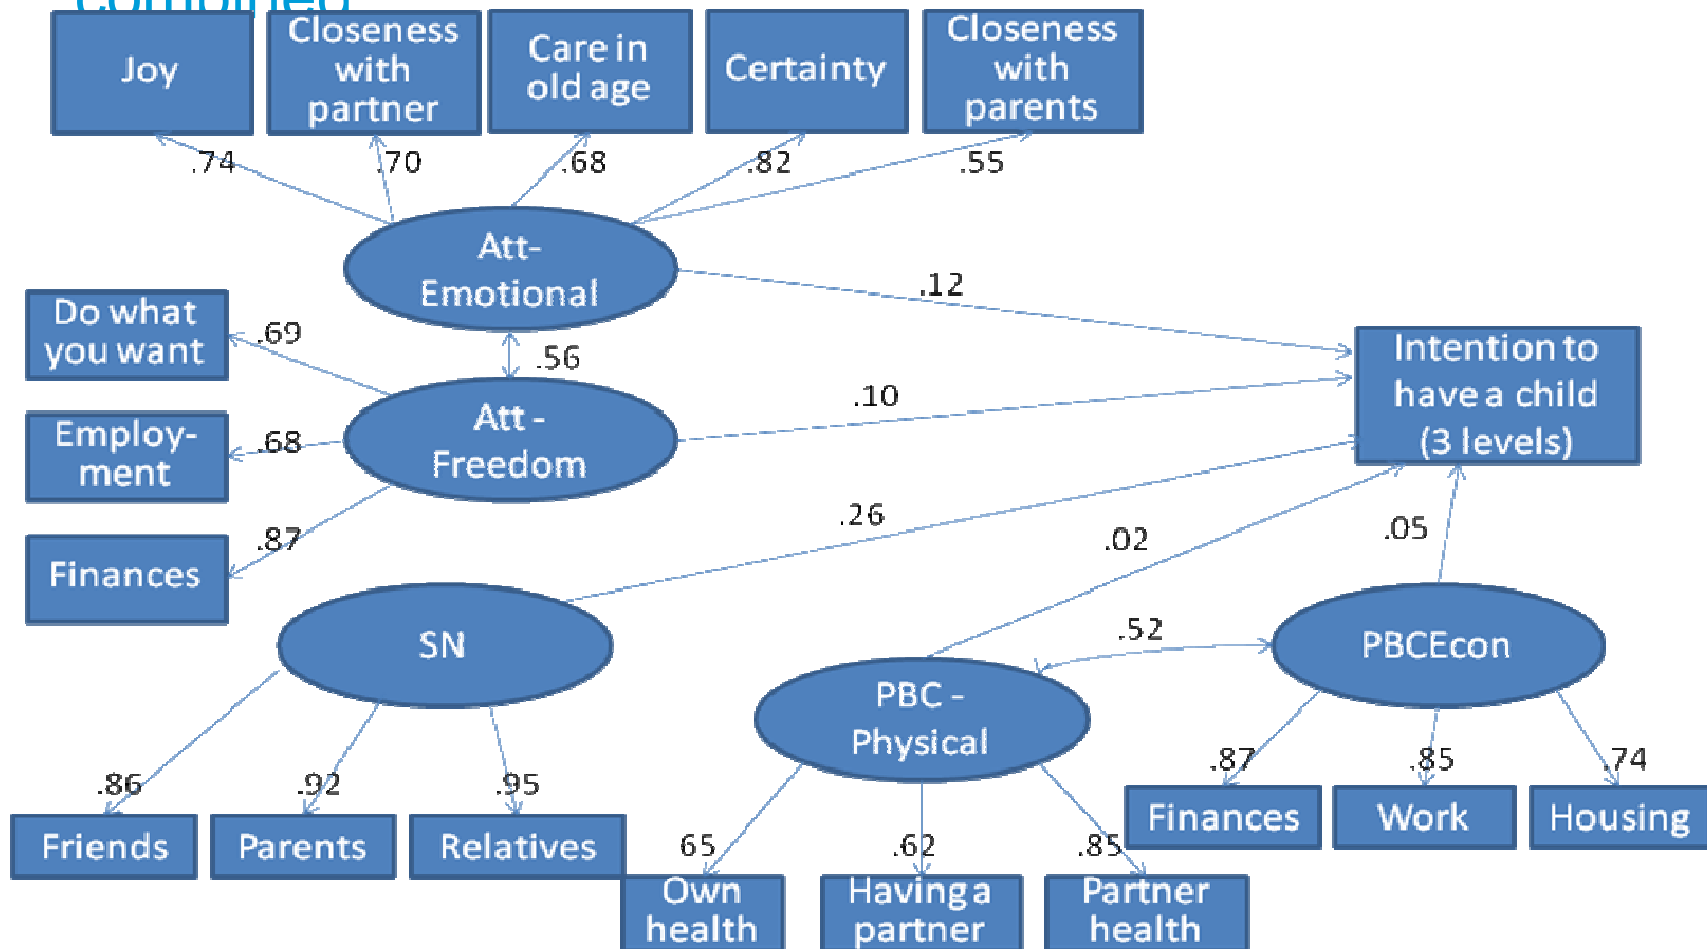 combined
Joy
Closeness
with
partner
Care in
old age
Certainty
Closeness
with
parents
.74
.70
.68
.82
.55
Att-
Emotional
.12
Do what
you want
.69
.56
Intention to
have a child
(3 levels)
.10
Att -
Freedom
Employ-
ment
.68
.26
.02
.05
.87
Finances
SN
.52
PBCEcon
PBC -
Physical
.86
.92
.95
.87
.85
.74
Friends
Parents
Relatives
65
.62
.85
Finances
Work
Housing
Own
health
Having a
partner
Partner
health